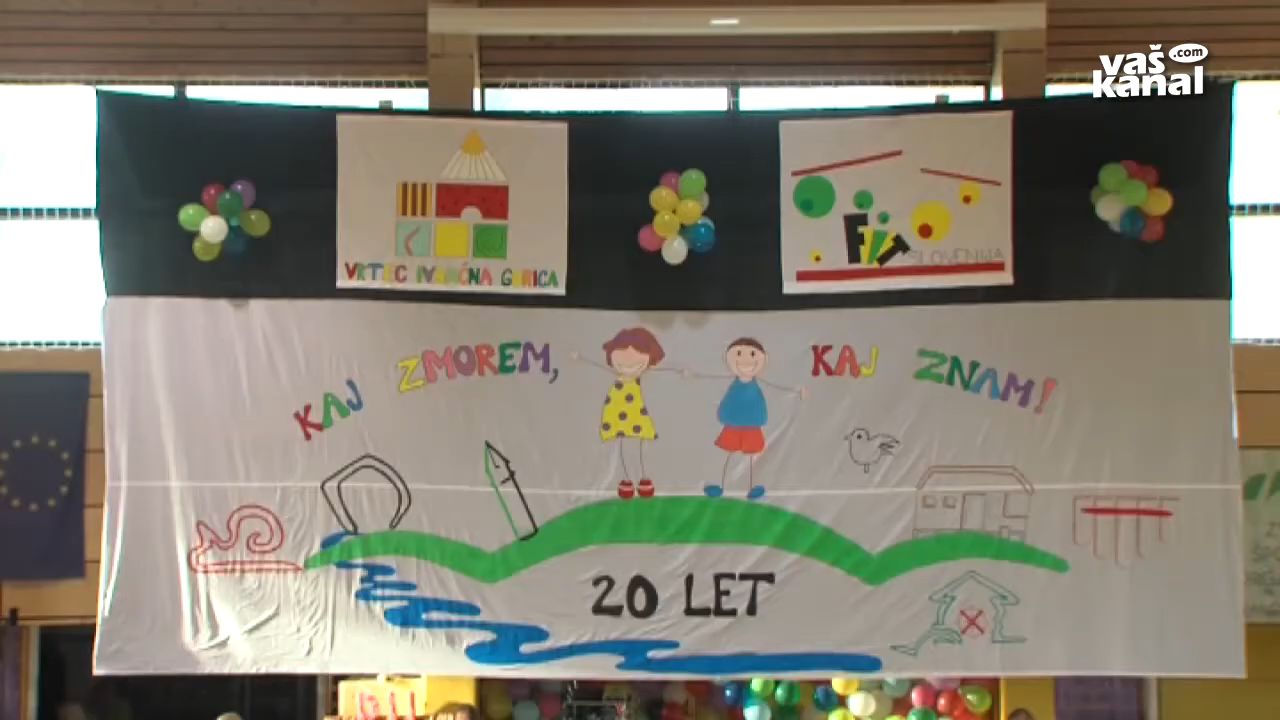 vaš
kanal
.com
VRTEC IVANČNA GORICA
FIT
SLOVENIJA
KAJ ZMOREM, KAJ ZNAM!
20 LET